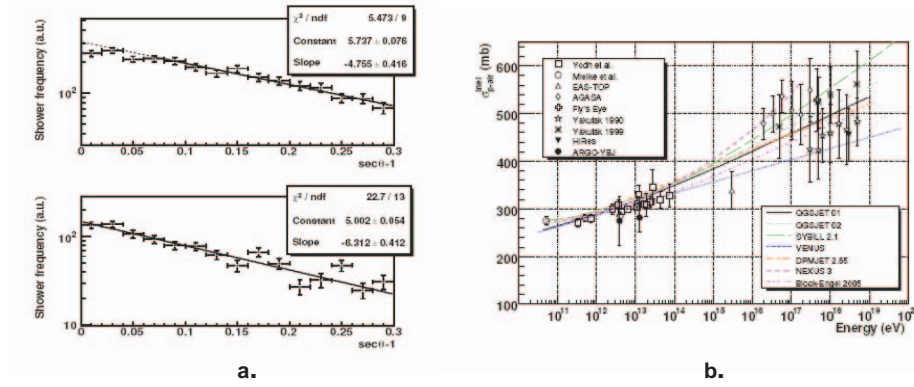 χ² / ndf 5.473 / 9
Constant 5.737 ± 0.076
Slope -4.755 ± 0.416
Shower frequency (a.u.)
10²
0 0.05 0.1 0.15 0.2 0.25 0.3
secθ-1
χ² / ndf 22.7 / 13
Constant 5.002 ± 0.054
Slope -6.312 ± 0.412
Shower frequency (a.u.)
10²
10
0 0.05 0.1 0.15 0.2 0.25 0.3
secθ-1
a.
σ inel p-air (mb)
600
500
400
300
200
100
Yodh et al.
Mielke et al.
EAS-TOP
AGASA
Fly's Eye
Yakutsk 1990
Yakutsk 1999
HiRes
ARGO-YBJ
QGSJET 01
QGSJET 02
SYBILL 2.1
VENUS
DPMJET 2.55
NEXUS 3
Block-Engel 2005
10¹¹ 10¹² 10¹³ 10¹⁴ 10¹⁵ 10¹⁶ 10¹⁷ 10¹⁸ 10¹⁹
Energy (eV)
b.